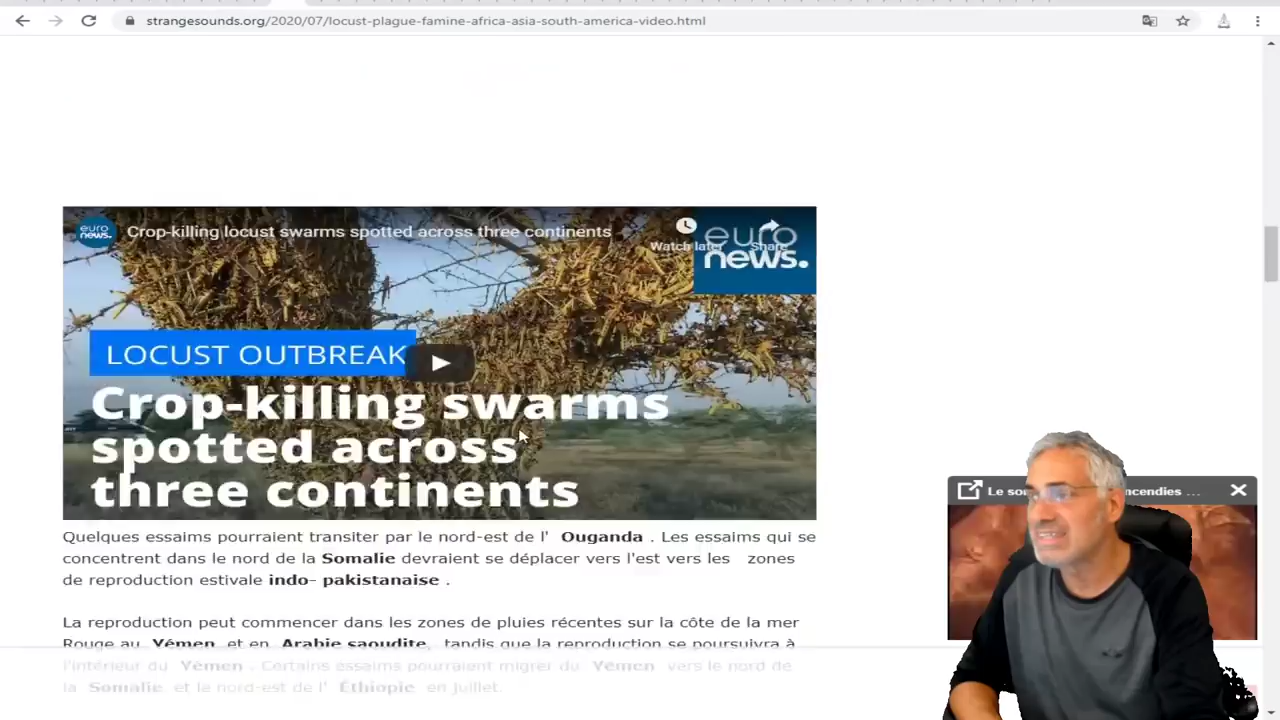 strangesounds.org/2020/07/locust-plague-famine-africa-asia-south-america-video.html
euro
news.
Crop-killing locust swarms spotted across three continents
Watch later
Share
euro
news.
LOCUST OUTBREAK
Crop-killing swarms
spotted across
three continents
Quelques essaims pourraient transiter par le nord-est de l' Ouganda . Les essaims qui se
concentrent dans le nord de la Somalie devraient se déplacer vers l'est vers les zones
de reproduction estivale indo- pakistanaise .
La reproduction peut commencer dans les zones de pluies récentes sur la côte de la mer
Rouge au Yémen et en Arabie saoudite, tandis que la reproduction se poursuivra à
l'intérieur du Yémen . Certains essaims pourraient migrer du Yémen vers le nord de
la Somalie et le nord-est de l' Éthiopie en juillet.
Le ... ncendies ...